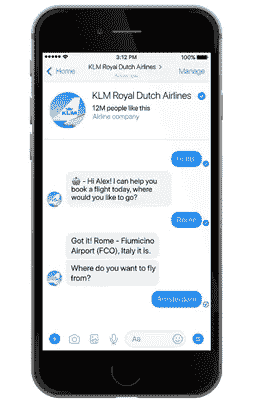 3:12 PM
100%
Home
KLM Royal Dutch Airlines >
Manage
KLM Royal Dutch Airlines
12M people like this
Airline company
KLM
- Hi Alex! I can help you
book a flight today, where
would you like to go?
Rome
Got it! Rome - Fiumicino
Airport (FCO), Italy it is.
Where do you want to fly
from?
Amsterdam
Aa